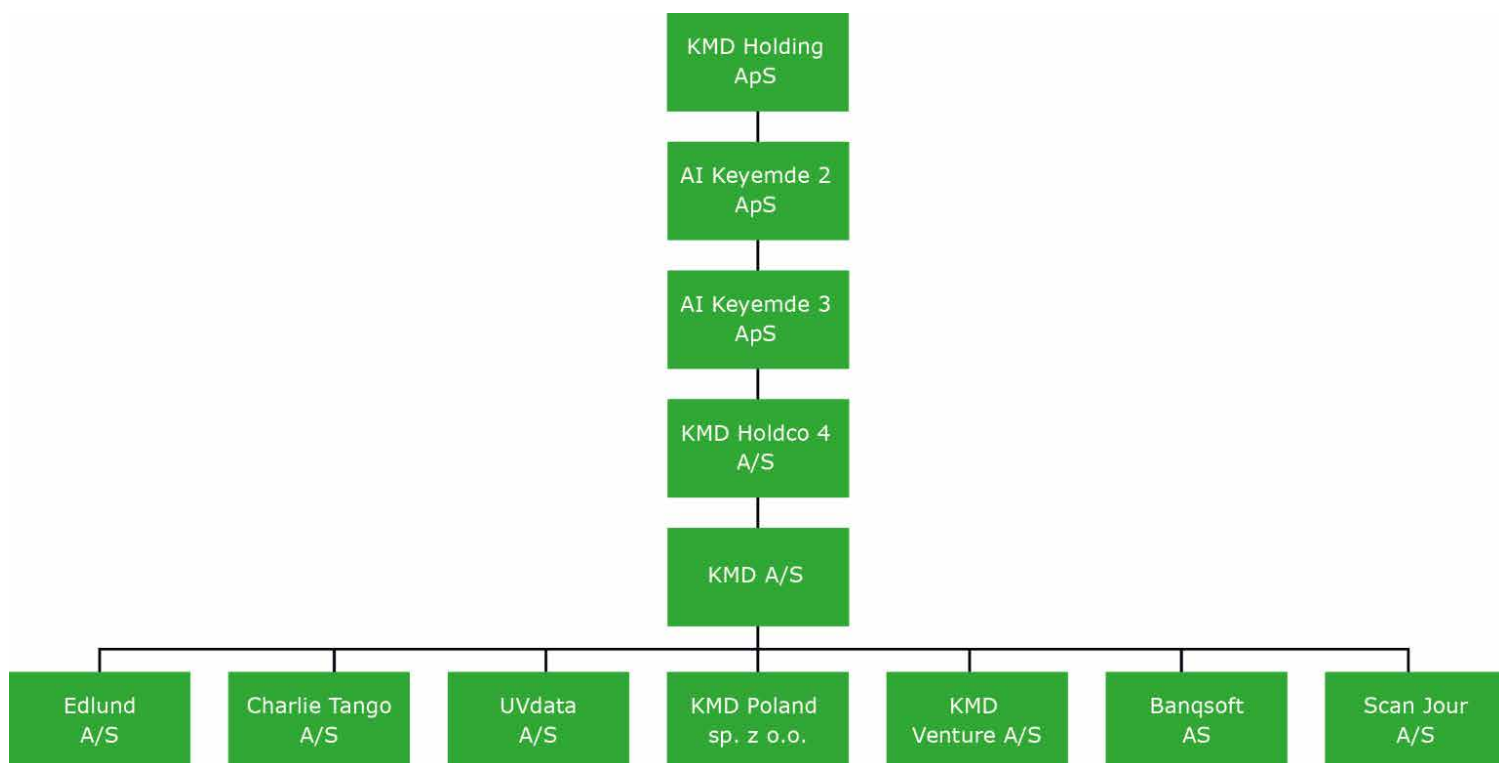 KMD Holding
ApS
AI Keyemde 2
ApS
AI Keyemde 3
ApS
KMD Holdco 4
A/S
KMD A/S
Edlund
A/S
Charlie Tango
A/S
UVdata
A/S
KMD Poland
sp. z o.o.
KMD
Venture A/S
Banqsoft
AS
Scan Jour
A/S